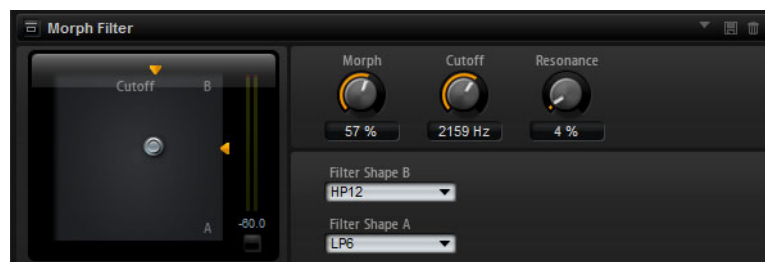 Morph Filter
Cutoff B
A
-60.0
Morph Cutoff Resonance
57 % 2159 Hz 4 %
Filter Shape B
HP12
Filter Shape A
LP6